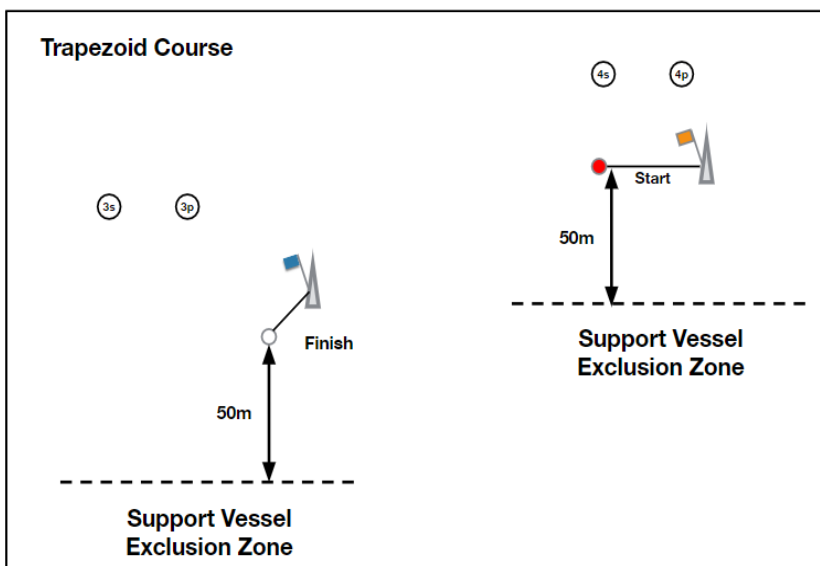 Trapezoid Course
4s
4p
Start
50m
Support Vessel
Exclusion Zone
3s
3p
Finish
50m
Support Vessel
Exclusion Zone